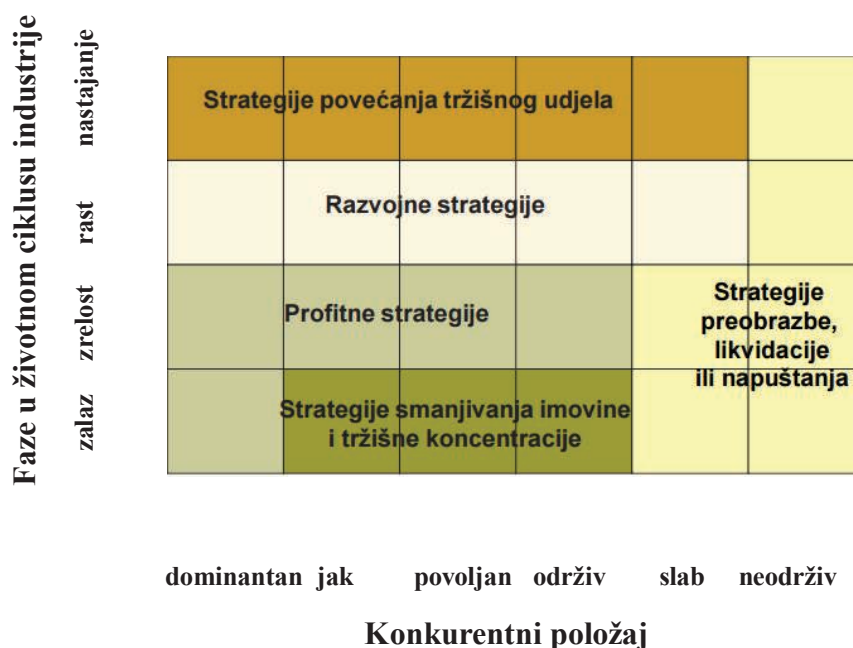 Faze u životnom ciklusu industrije
nastajanje
rast
zrelost
zalaz
Strategije povećanja tržišnog udjela
Razvojne strategije
Profitne strategije
Strategije
preobrazbe,
likvidacije
ili napuštanja
Strategije smanjivanja imovine
i tržišne koncentracije
dominantan jak povoljan održiv slab neodrživ
Konkurentni položaj